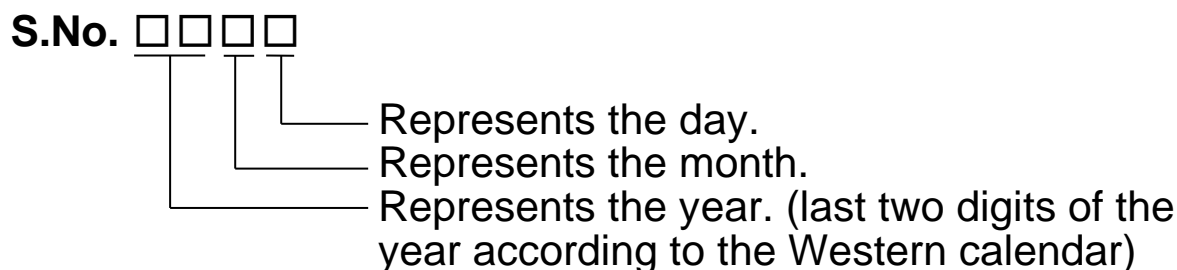 S.No. □□□□
Represents the day.
Represents the month.
Represents the year. (last two digits of the
year according to the Western calendar)